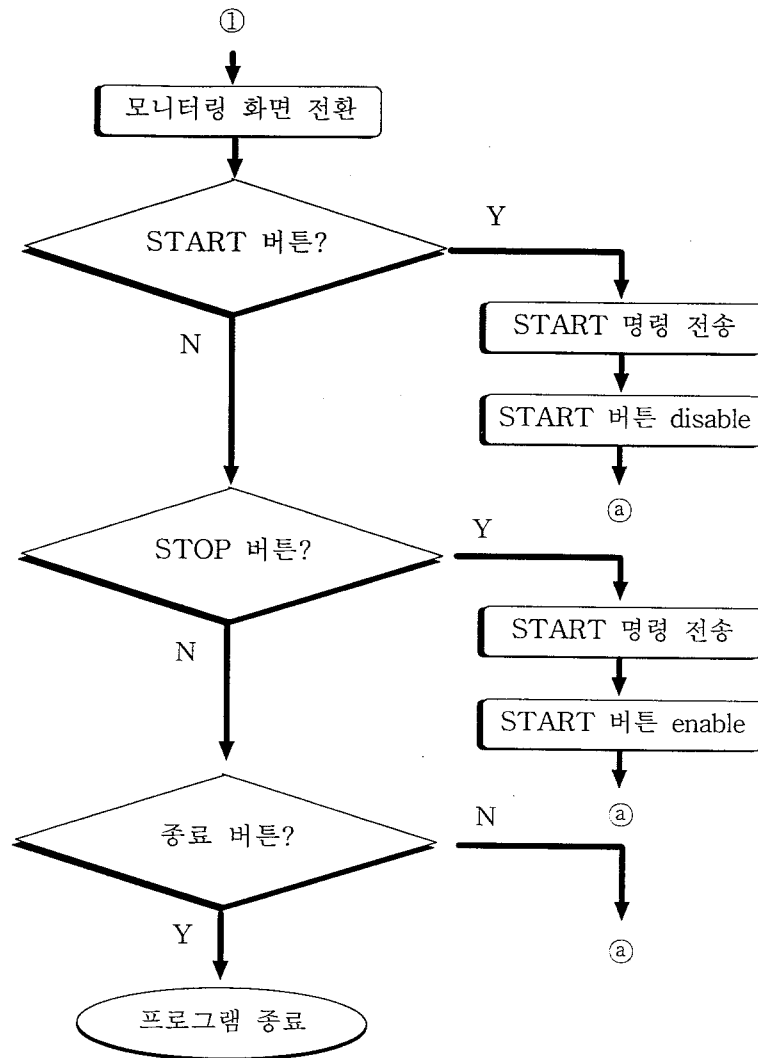 ①
모니터링 화면 전환
START 버튼?
Y
N
START 명령 전송
START 버튼 disable
ⓐ
STOP 버튼?
Y
N
START 명령 전송
START 버튼 enable
ⓐ
종료 버튼?
N
Y
ⓐ
프로그램 종료